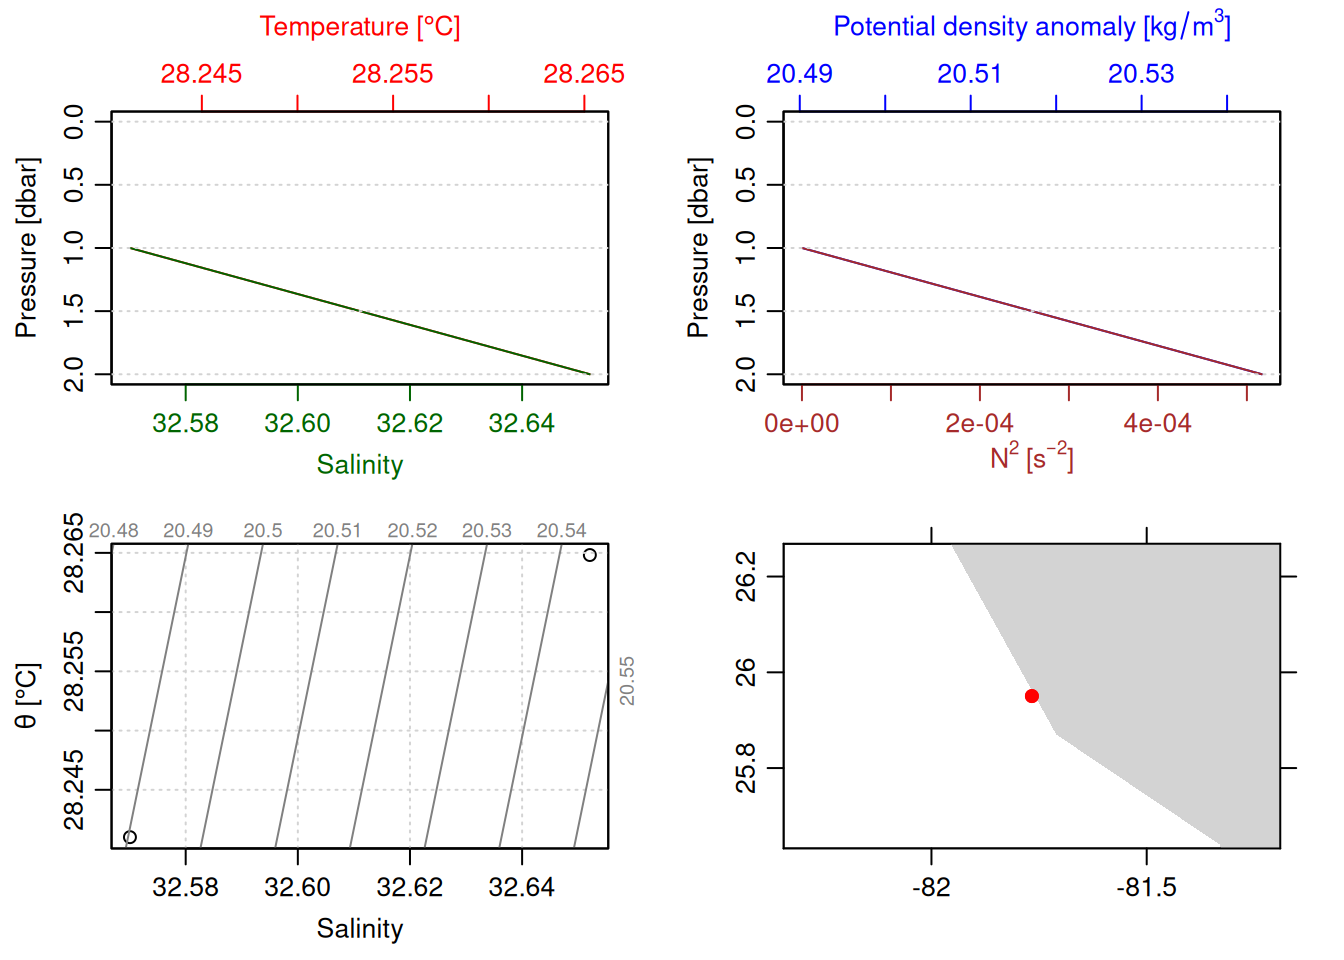 Temperature [°C]
28.245 28.255 28.265
Pressure [dbar]
0.0 0.5 1.0 1.5 2.0
32.58 32.60 32.62 32.64
Salinity
Potential density anomaly [kg/m³]
20.49 20.51 20.53
Pressure [dbar]
0.0 0.5 1.0 1.5 2.0
0e+00 2e-04 4e-04
N² [s⁻²]
20.48 20.49 20.5 20.51 20.52 20.53 20.54
20.55
θ [°C]
28.245 28.255 28.265
32.58 32.60 32.62 32.64
Salinity
26.2
26
25.8
-82 -81.5